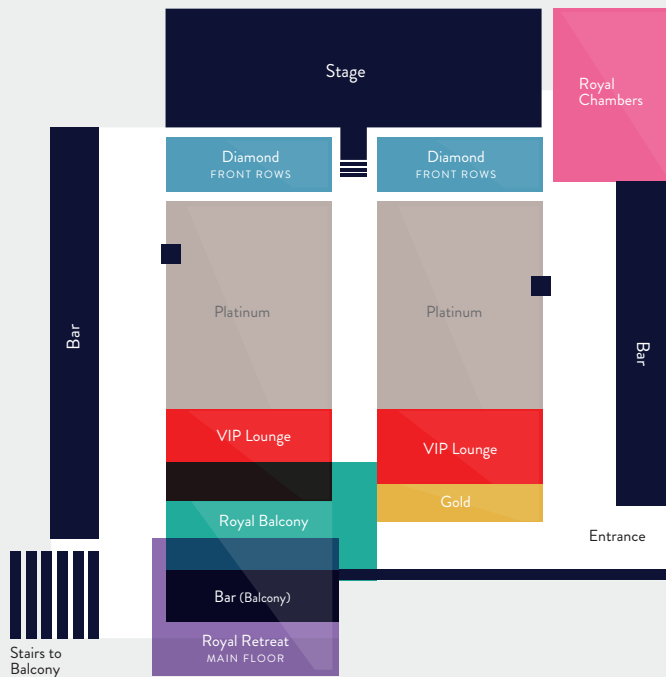 Stage
Royal
Chambers
Diamond
FRONT ROWS
Diamond
FRONT ROWS
Platinum
Platinum
Bar
Bar
VIP Lounge
VIP Lounge
Gold
Royal Balcony
Entrance
Bar (Balcony)
Royal Retreat
MAIN FLOOR
Stairs to
Balcony